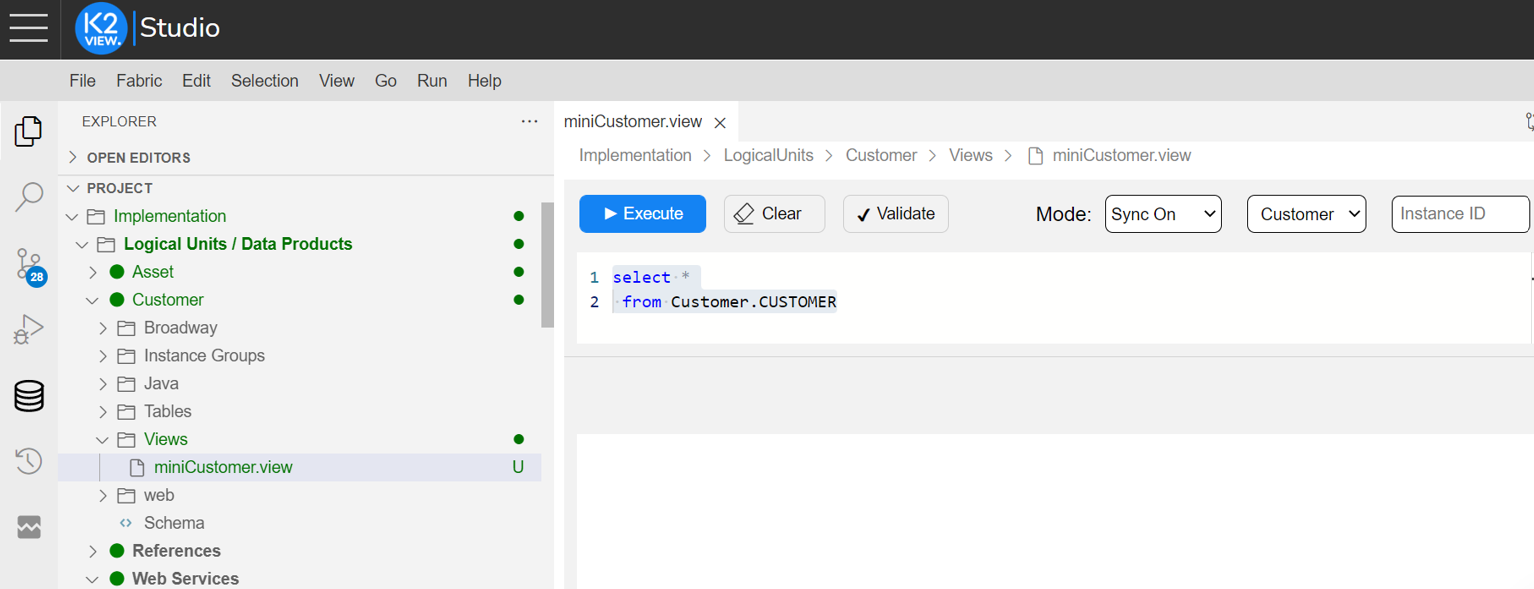 K2
VIEW.
Studio
File Fabric Edit Selection View Go Run Help
EXPLORER
OPEN EDITORS
PROJECT
Implementation
Logical Units / Data Products
Asset
Customer
Broadway
Instance Groups
Java
Tables
Views
miniCustomer.view U
web
Schema
References
Web Services
28
miniCustomer.view
Implementation > LogicalUnits > Customer > Views > miniCustomer.view
Execute Clear Validate Mode: Sync On Customer Instance ID
1 select *
2 from Customer.CUSTOMER